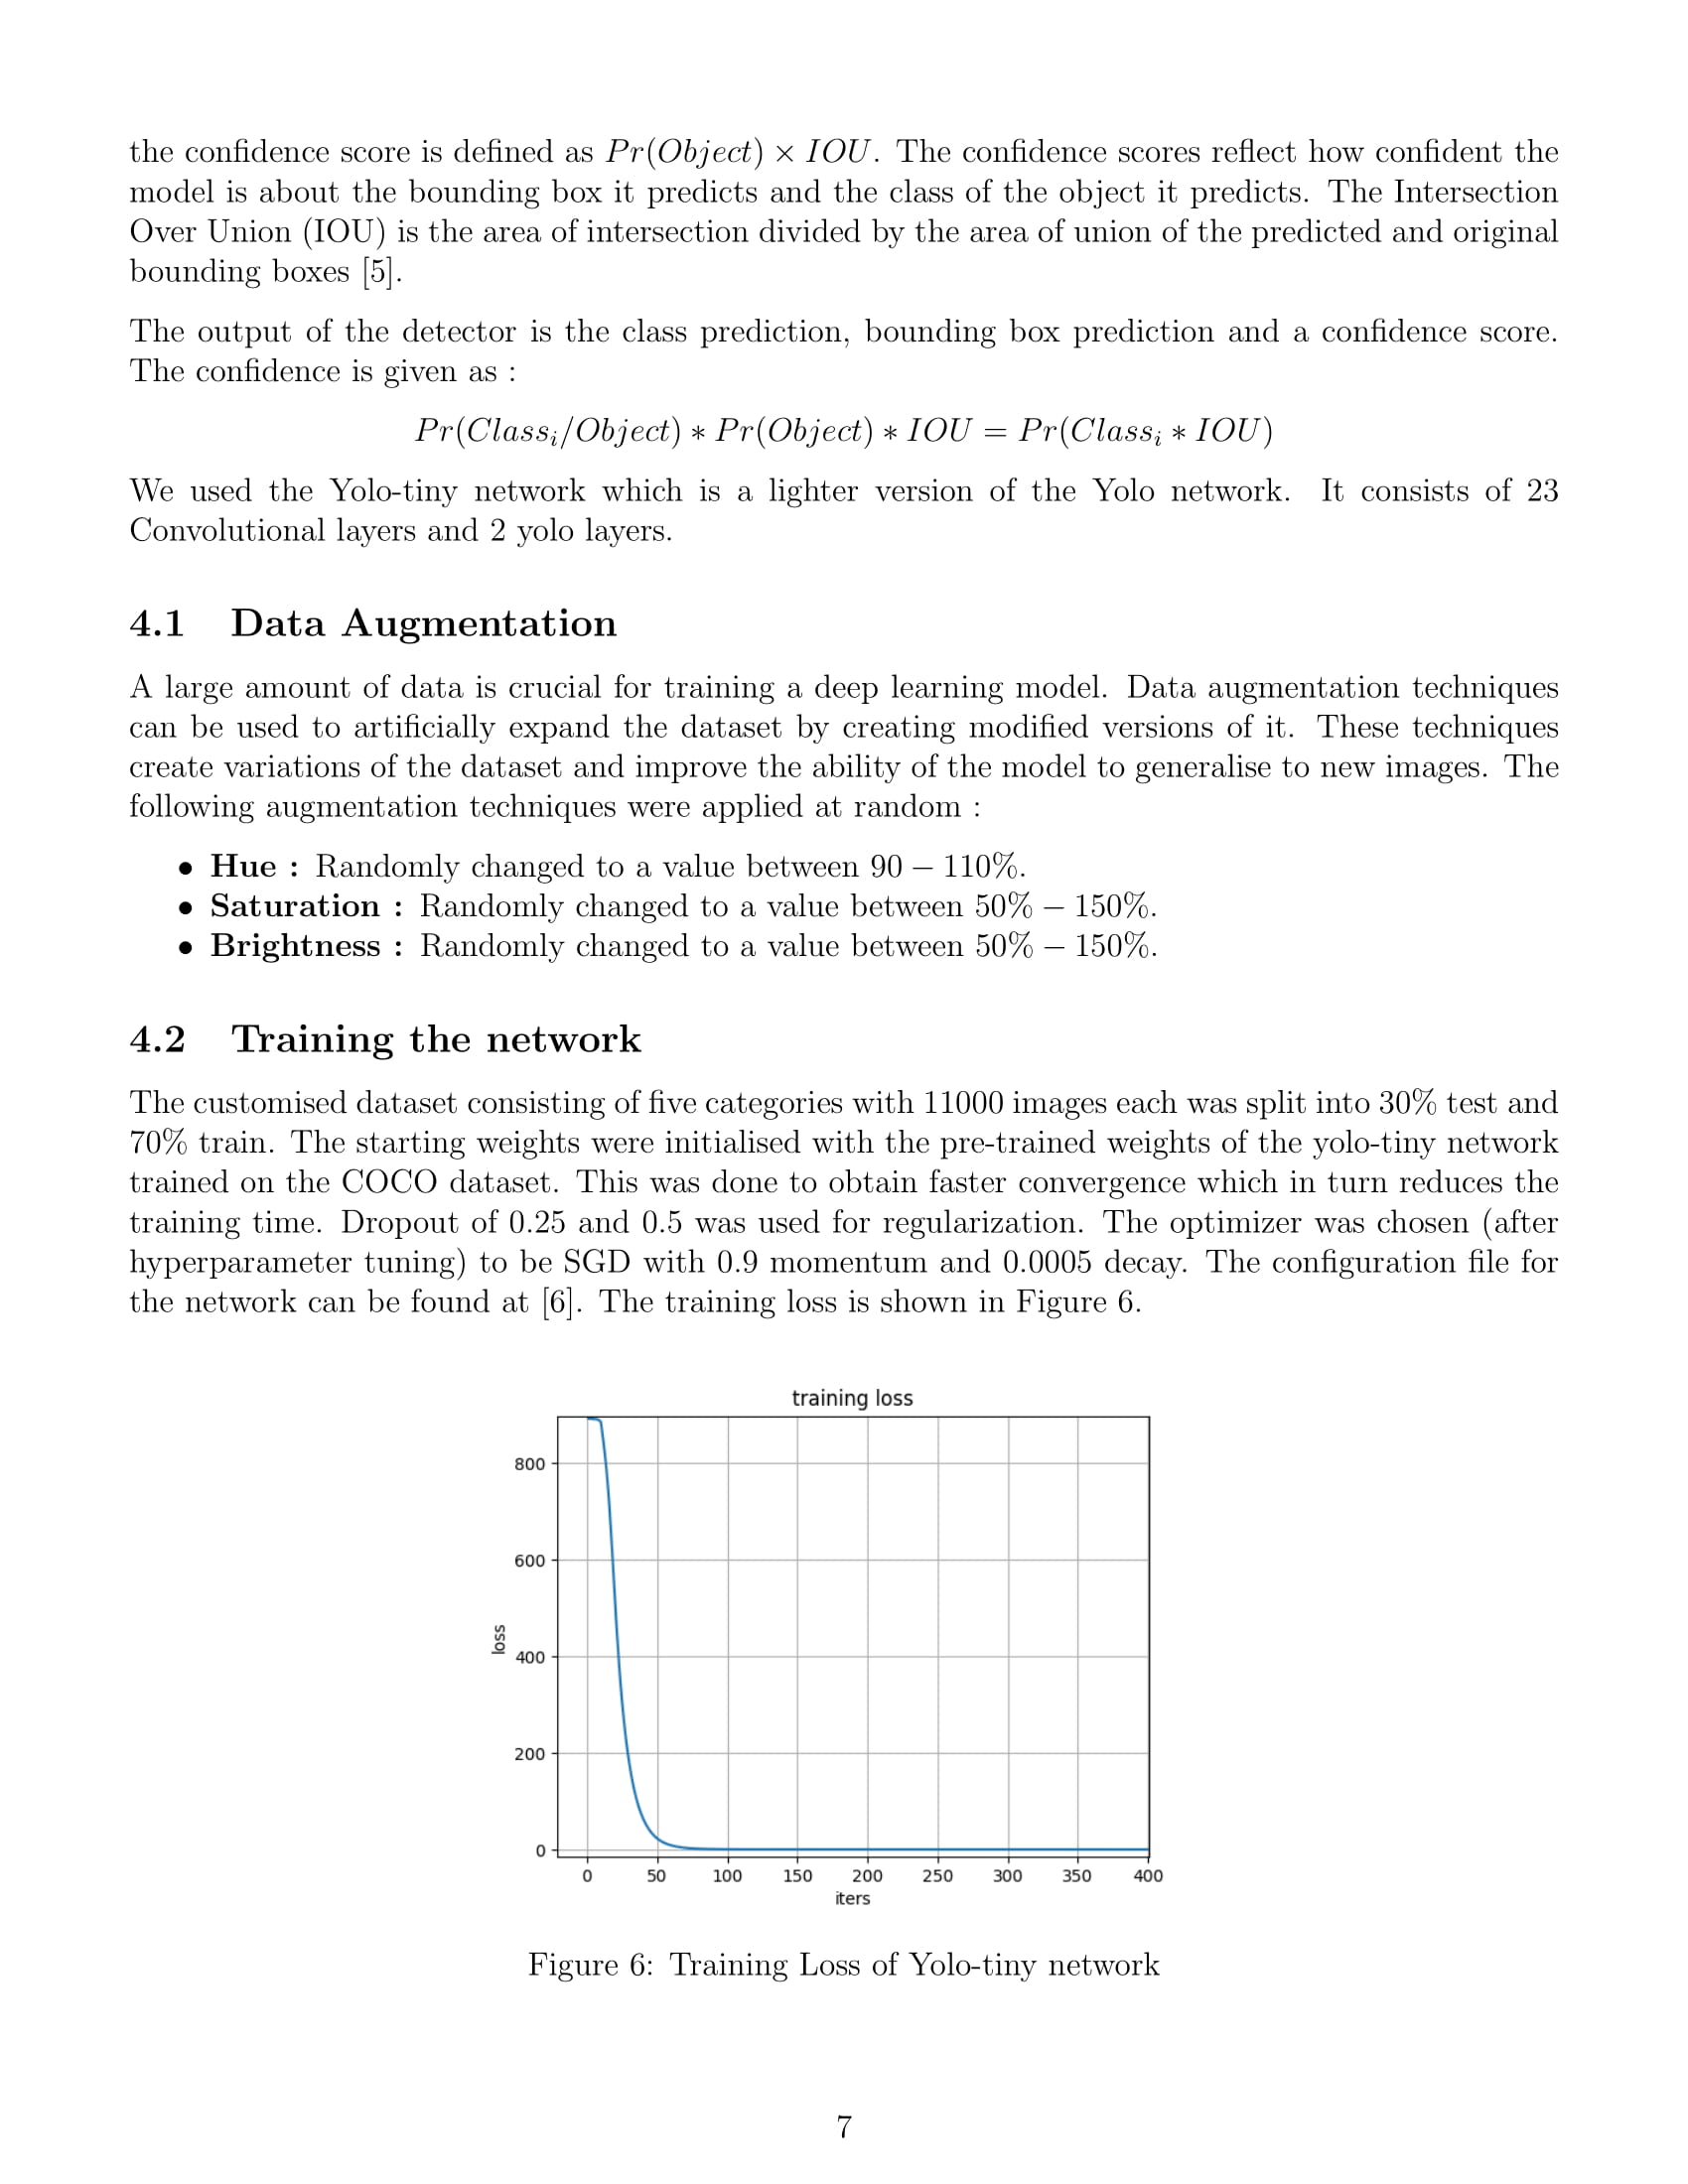 the confidence score is defined as Pr(Object) × IOU. The confidence scores reflect how confident the
model is about the bounding box it predicts and the class of the object it predicts. The Intersection
Over Union (IOU) is the area of intersection divided by the area of union of the predicted and original
bounding boxes [5].
The output of the detector is the class prediction, bounding box prediction and a confidence score.
The confidence is given as :
Pr(Classᵢ/Object) ∗ Pr(Object) ∗ IOU = Pr(Classᵢ ∗ IOU)
We used the Yolo-tiny network which is a lighter version of the Yolo network. It consists of 23
Convolutional layers and 2 yolo layers.
4.1 Data Augmentation
A large amount of data is crucial for training a deep learning model. Data augmentation techniques
can be used to artificially expand the dataset by creating modified versions of it. These techniques
create variations of the dataset and improve the ability of the model to generalise to new images. The
following augmentation techniques were applied at random :
• Hue : Randomly changed to a value between 90 – 110%.
• Saturation : Randomly changed to a value between 50% – 150%.
• Brightness : Randomly changed to a value between 50% – 150%.
4.2 Training the network
The customised dataset consisting of five categories with 11000 images each was split into 30% test and
70% train. The starting weights were initialised with the pre-trained weights of the yolo-tiny network
trained on the COCO dataset. This was done to obtain faster convergence which in turn reduces the
training time. Dropout of 0.25 and 0.5 was used for regularization. The optimizer was chosen (after
hyperparameter tuning) to be SGD with 0.9 momentum and 0.0005 decay. The configuration file for
the network can be found at [6]. The training loss is shown in Figure 6.
training loss
800
600
loss
400
200
0
0 50 100 150 200 250 300 350 400
iters
Figure 6: Training Loss of Yolo-tiny network
7